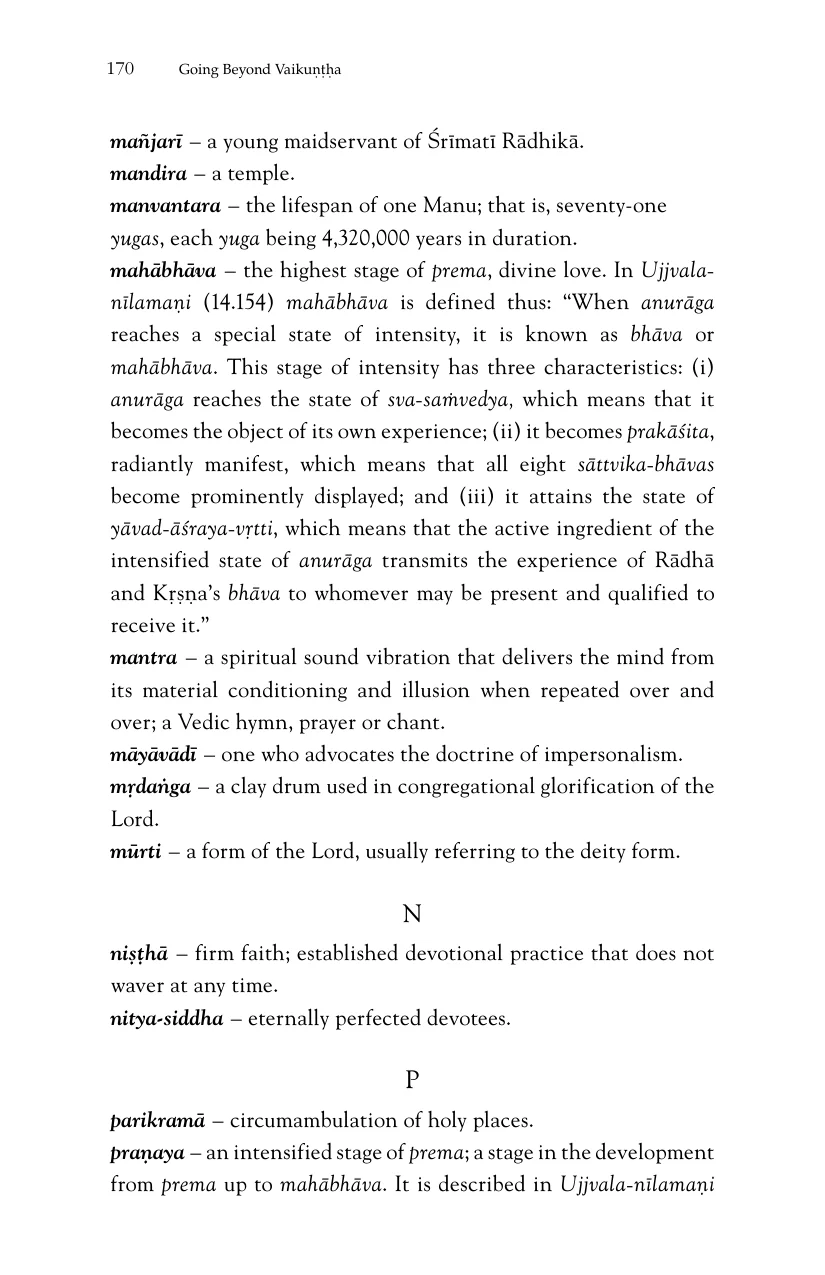 170 Going Beyond Vaikuṇṭha
mañjarī – a young maidservant of Śrīmatī Rādhikā.
mandira – a temple.
manvantara – the lifespan of one Manu; that is, seventy-one
yugas, each yuga being 4,320,000 years in duration.
mahābhāva – the highest stage of prema, divine love. In Ujjvala-
nīlamaṇi (14.154) mahābhāva is defined thus: “When anurāga
reaches a special state of intensity, it is known as bhāva or
mahābhāva. This stage of intensity has three characteristics: (i)
anurāga reaches the state of sva-saṁvedya, which means that it
becomes the object of its own experience; (ii) it becomes prakāśita,
radiantly manifest, which means that all eight sāttvika-bhāvas
become prominently displayed; and (iii) it attains the state of
yāvad-āśraya-vṛtti, which means that the active ingredient of the
intensified state of anurāga transmits the experience of Rādhā
and Kṛṣṇa’s bhāva to whomever may be present and qualified to
receive it.”
mantra – a spiritual sound vibration that delivers the mind from
its material conditioning and illusion when repeated over and
over; a Vedic hymn, prayer or chant.
māyāvādī – one who advocates the doctrine of impersonalism.
mṛdaṅga – a clay drum used in congregational glorification of the
Lord.
mūrti – a form of the Lord, usually referring to the deity form.
N
niṣṭhā – firm faith; established devotional practice that does not
waver at any time.
nitya-siddha – eternally perfected devotees.
P
parikramā – circumambulation of holy places.
praṇaya – an intensified stage of prema; a stage in the development
from prema up to mahābhāva. It is described in Ujjvala-nīlamaṇi